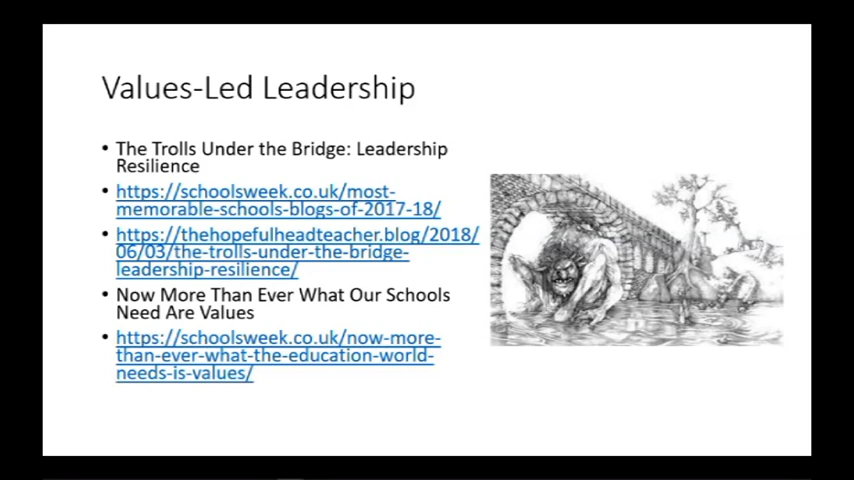 Values-Led Leadership
• The Trolls Under the Bridge: Leadership
Resilience
• https://schoolsweek.co.uk/most-
memorable-schools-blogs-of-2017-18/
• https://thehopefulheadteacher.blog/2018/
06/03/the-trolls-under-the-bridge-
leadership-resilience/
• Now More Than Ever What Our Schools
Need Are Values
• https://schoolsweek.co.uk/now-more-
than-ever-what-the-education-world-
needs-is-values/